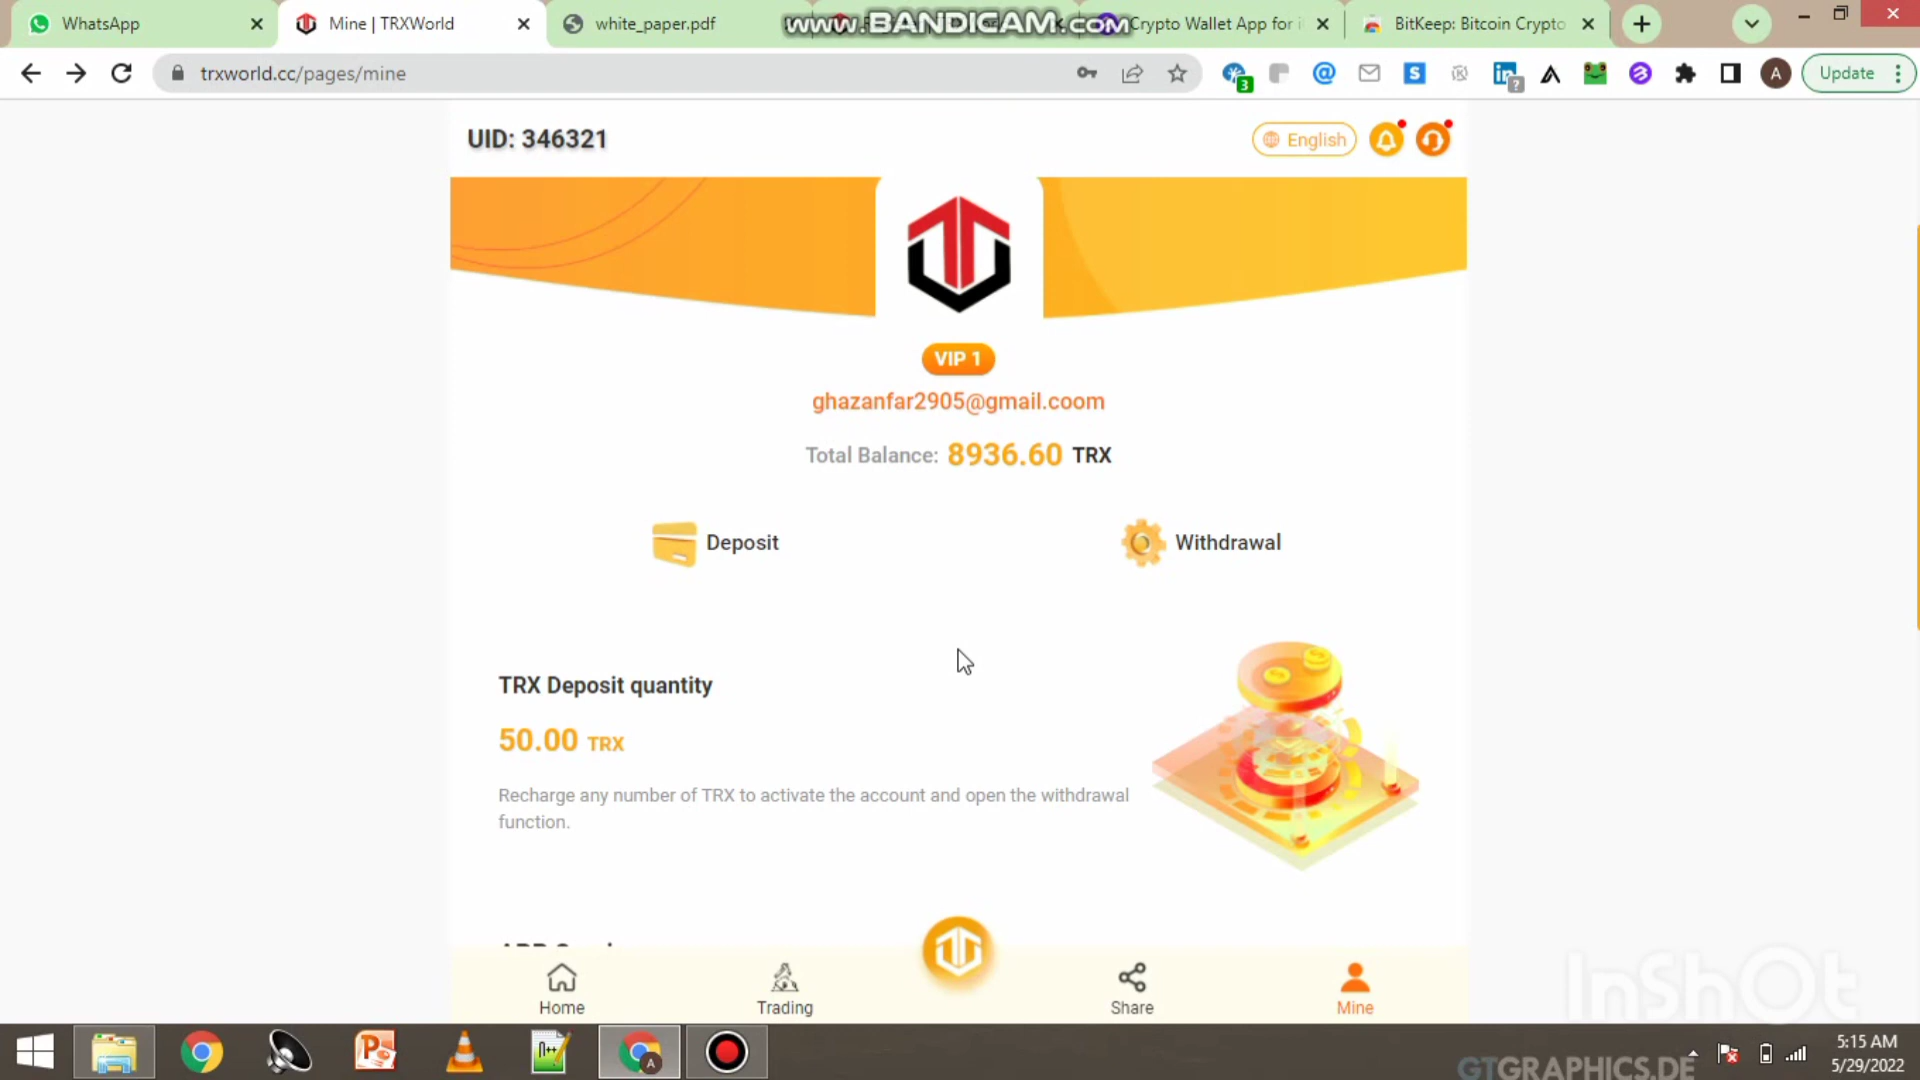 WhatsApp
Mine | TRXWorld
white_paper.pdf
www.BANDICAM.com
Crypto Wallet App for i
BitKeep: Bitcoin Crypto
trxworld.cc/pages/mine
3
S
in
?
A
Update
UID: 346321
English
VIP 1
ghazanfar2905@gmail.coom
Total Balance: 8936.60 TRX
Deposit
Withdrawal
TRX Deposit quantity
50.00 TRX
Recharge any number of TRX to activate the account and open the withdrawal
function.
Home
Trading
Share
Mine
InShOt
5:15 AM
5/29/2022
GTGRAPHICS.DE